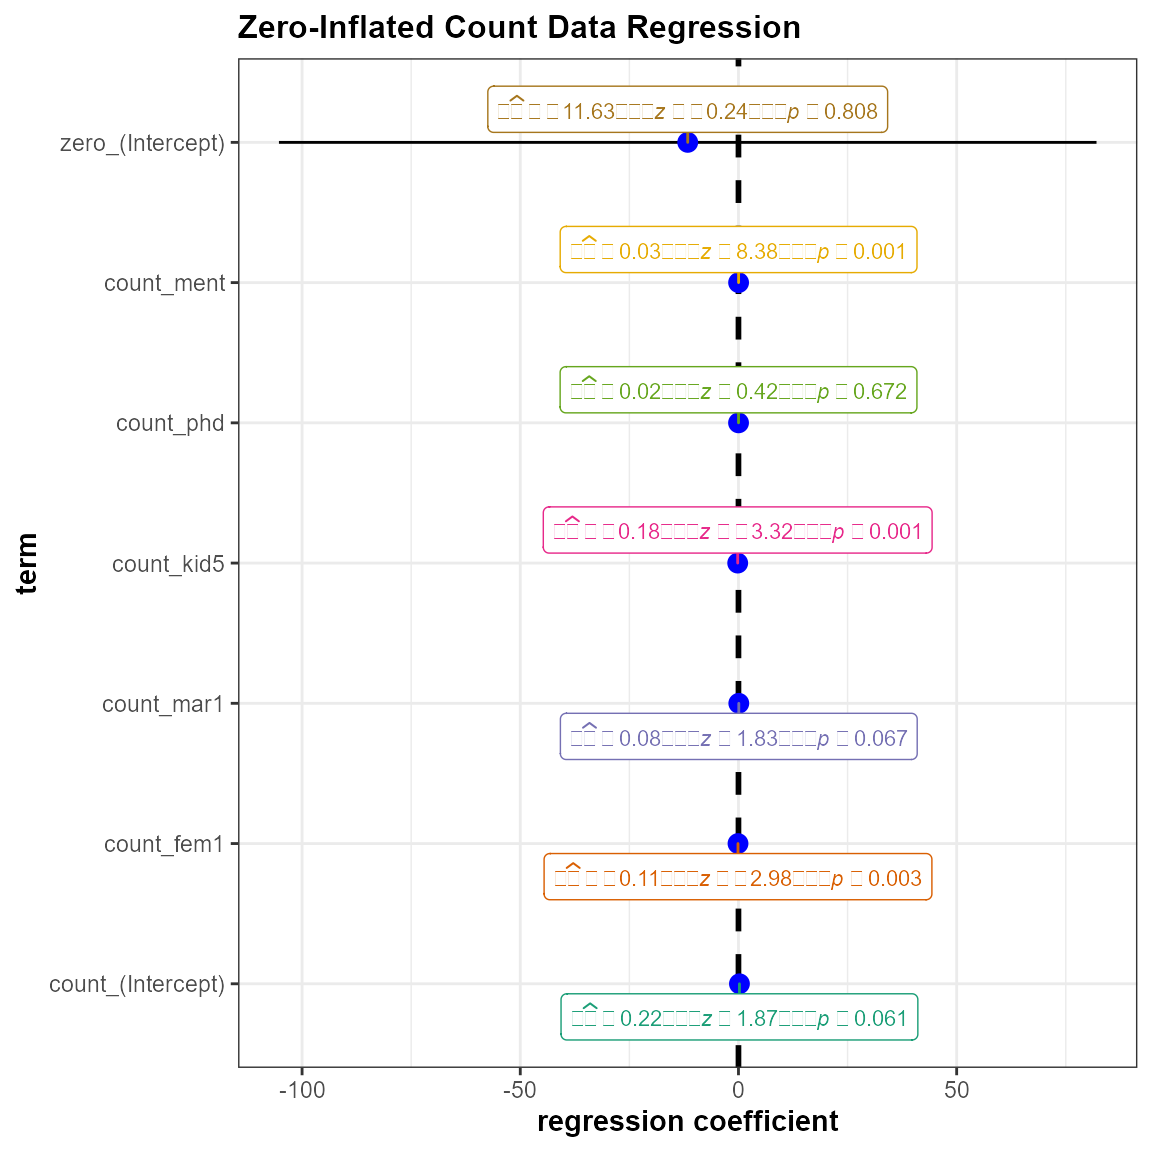 Zero-Inflated Count Data Regression
□̂□ □ □11.63□□□z □ □0.24□□□p □ 0.808
zero_(Intercept)
□̂□ □ 0.03□□□z □ 8.38□□□p □ 0.001
count_ment
□̂□ □ 0.02□□□z □ 0.42□□□p □ 0.672
count_phd
□̂□ □ □0.18□□□z □ □3.32□□□p □ 0.001
count_kid5
count_mar1
□̂□ □ 0.08□□□z □ 1.83□□□p □ 0.067
count_fem1
□̂□ □ □0.11□□□z □ □2.98□□□p □ 0.003
count_(Intercept)
□̂□ □ 0.22□□□z □ 1.87□□□p □ 0.061
-100 -50 0 50
regression coefficient
term